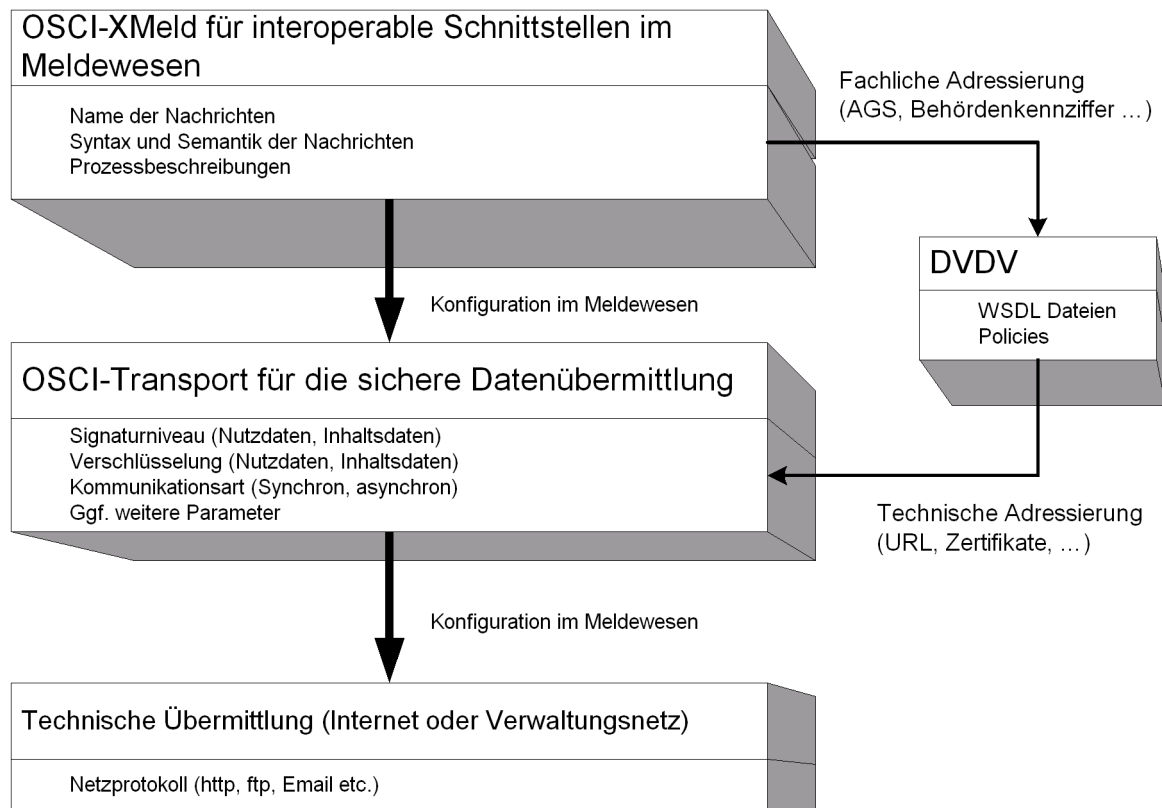 OSCI-XMeld für interoperable Schnittstellen im
Meldewesen
Name der Nachrichten
Syntax und Semantik der Nachrichten
Prozessbeschreibungen
Fachliche Adressierung
(AGS, Behördenkennziffer ...)
DVDV
WSDL Dateien
Policies
Konfiguration im Meldewesen
OSCI-Transport für die sichere Datenübermittlung
Signaturniveau (Nutzdaten, Inhaltsdaten)
Verschlüsselung (Nutzdaten, Inhaltsdaten)
Kommunikationsart (Synchron, asynchron)
Ggf. weitere Parameter
Technische Adressierung
(URL, Zertifikate, ...)
Konfiguration im Meldewesen
Technische Übermittlung (Internet oder Verwaltungsnetz)
Netzprotokoll (http, ftp, Email etc.)